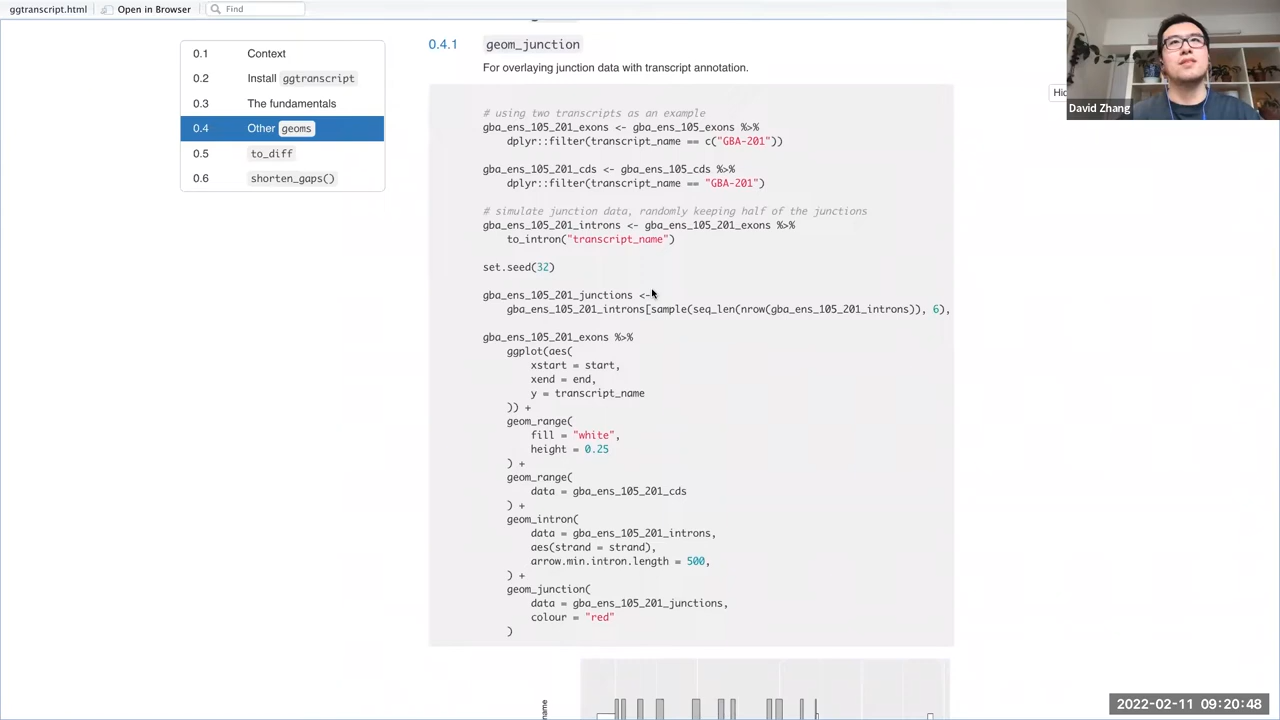 ggtranscript.html Open in Browser Find
0.1 Context
0.2 Install ggtranscript
0.3 The fundamentals
0.4 Other geoms
0.5 to_diff
0.6 shorten_gaps()
0.4.1 geom_junction
For overlaying junction data with transcript annotation.
# using two transcripts as an example
gba_ens_105_201_exons <- gba_ens_105_exons %>%
dplyr::filter(transcript_name == c("GBA-201"))
gba_ens_105_201_cds <- gba_ens_105_cds %>%
dplyr::filter(transcript_name == "GBA-201")
# simulate junction data, randomly keeping half of the junctions
gba_ens_105_201_introns <- gba_ens_105_201_exons %>%
to_intron("transcript_name")
set.seed(32)
gba_ens_105_201_junctions <-
gba_ens_105_201_introns[sample(seq_len(nrow(gba_ens_105_201_introns)), 6),
gba_ens_105_201_exons %>%
ggplot(aes(
xstart = start,
xend = end,
y = transcript_name
)) +
geom_range(
fill = "white",
height = 0.25
) +
geom_range(
data = gba_ens_105_201_cds
) +
geom_intron(
data = gba_ens_105_201_introns,
aes(strand = strand),
arrow.min.intron.length = 500,
) +
geom_junction(
data = gba_ens_105_201_junctions,
colour = "red"
)
name
Hid
David Zhang
2022-02-11 09:20:48